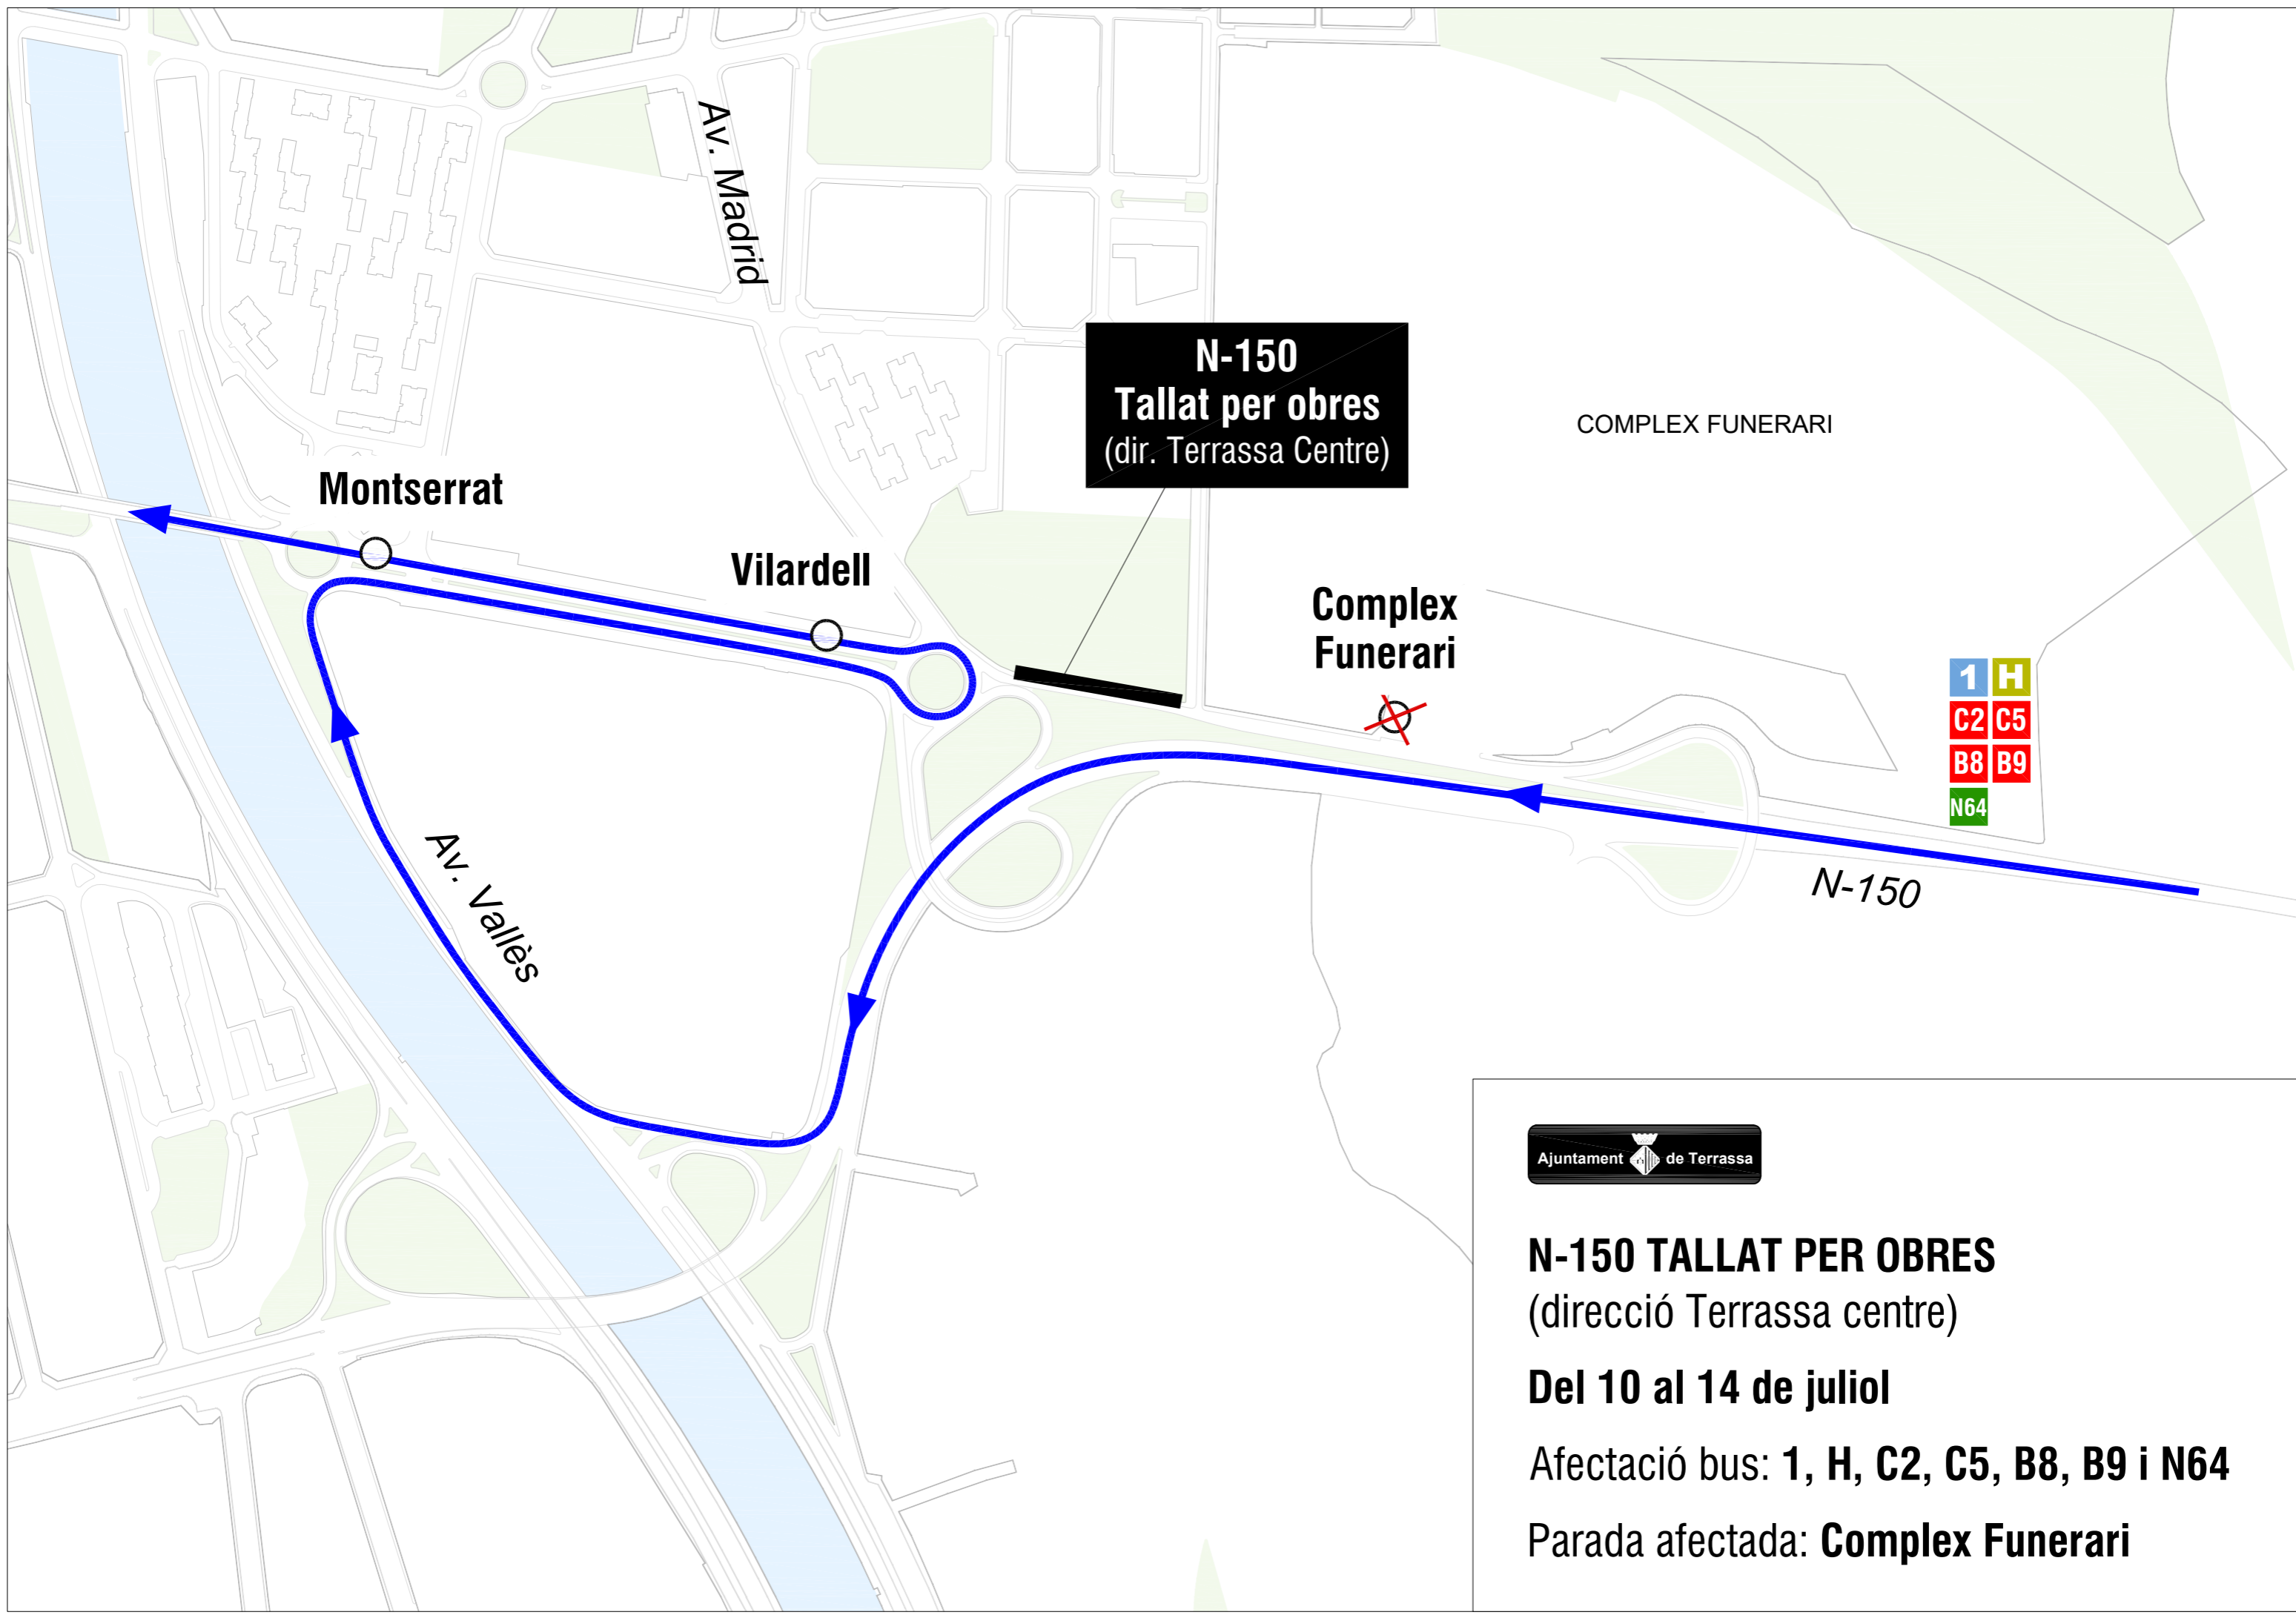 Av. Madrid
N-150
Tallat per obres
(dir. Terrassa Centre)
COMPLEX FUNERARI
Montserrat
Vilardell
Complex
Funerari
1 H
C2 C5
B8 B9
N64
N-150
Av. Vallès
Ajuntament de Terrassa
N-150 TALLAT PER OBRES
(direcció Terrassa centre)
Del 10 al 14 de juliol
Afectació bus: 1, H, C2, C5, B8, B9 i N64
Parada afectada: Complex Funerari